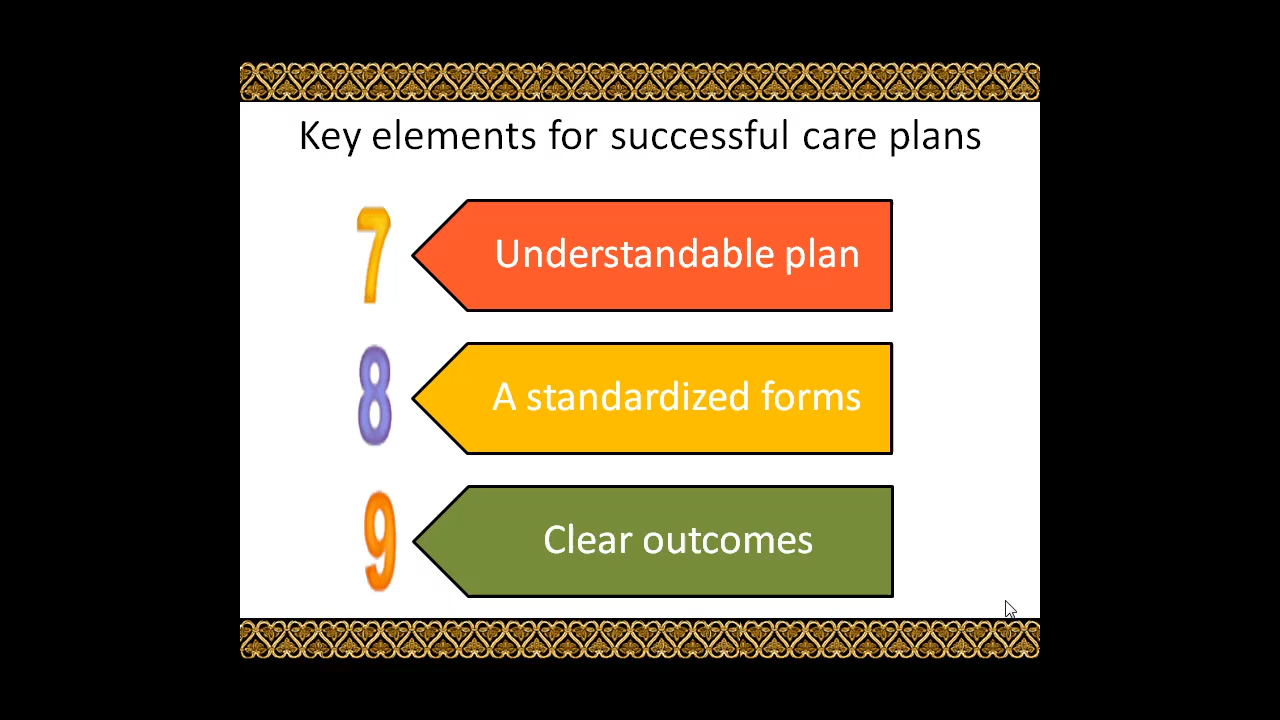 Key elements for successful care plans
7
Understandable plan
8
A standardized forms
9
Clear outcomes